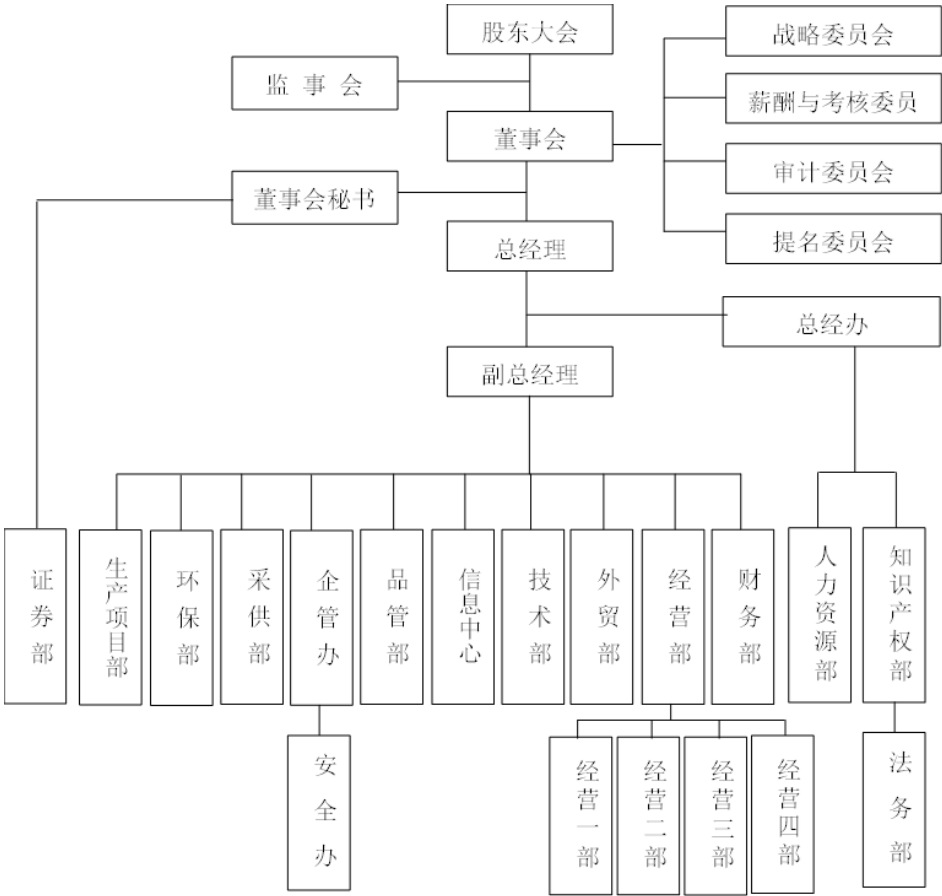 股东大会
战略委员会
监事会
薪酬与考核委员
董事会
审计委员会
董事会秘书
总经理
提名委员会
总经办
副总经理
证券部
生产项目部
环保部
采供部
企管办
品管部
信息中心
技术部
外贸部
经营部
财务部
人力资源部
知识产权部
安全办
经营一部
经营二部
经营三部
经营四部
法务部